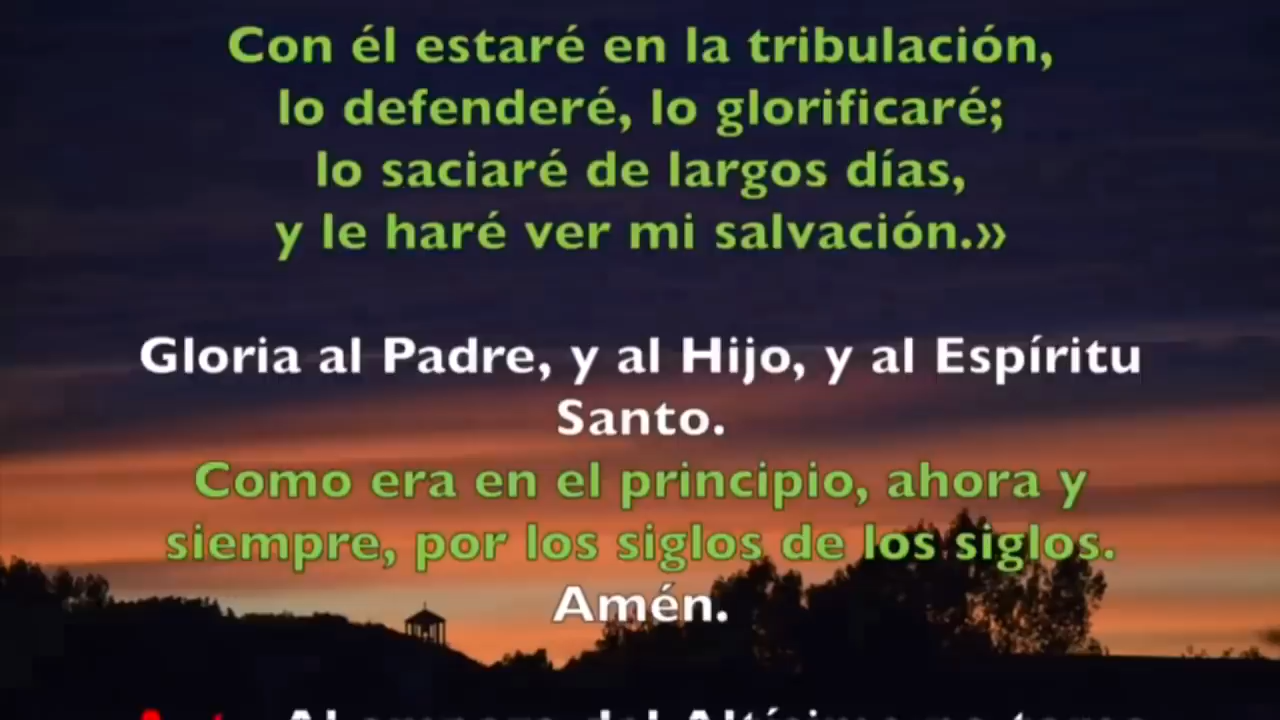 Con él estaré en la tribulación,
lo defenderé, lo glorificaré;
lo saciaré de largos días,
y le haré ver mi salvación.»
Gloria al Padre, y al Hijo, y al Espíritu
Santo.
Como era en el principio, ahora y
siempre, por los siglos de los siglos.
Amén.